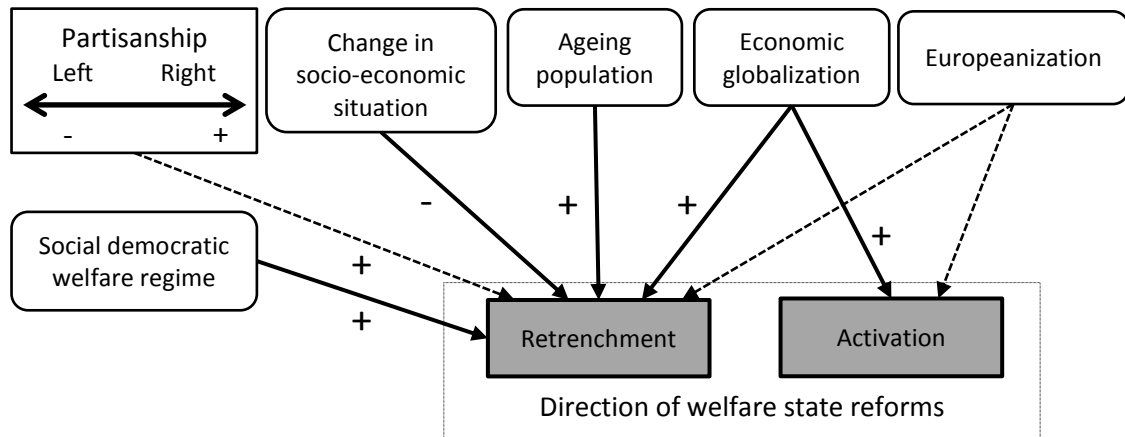 Partisanship
Left Right
- +
Change in
socio-economic
situation
Ageing
population
Economic
globalization
Europeanization
- + + +
Social democratic
welfare regime
+
+
Retrenchment
Activation
Direction of welfare state reforms